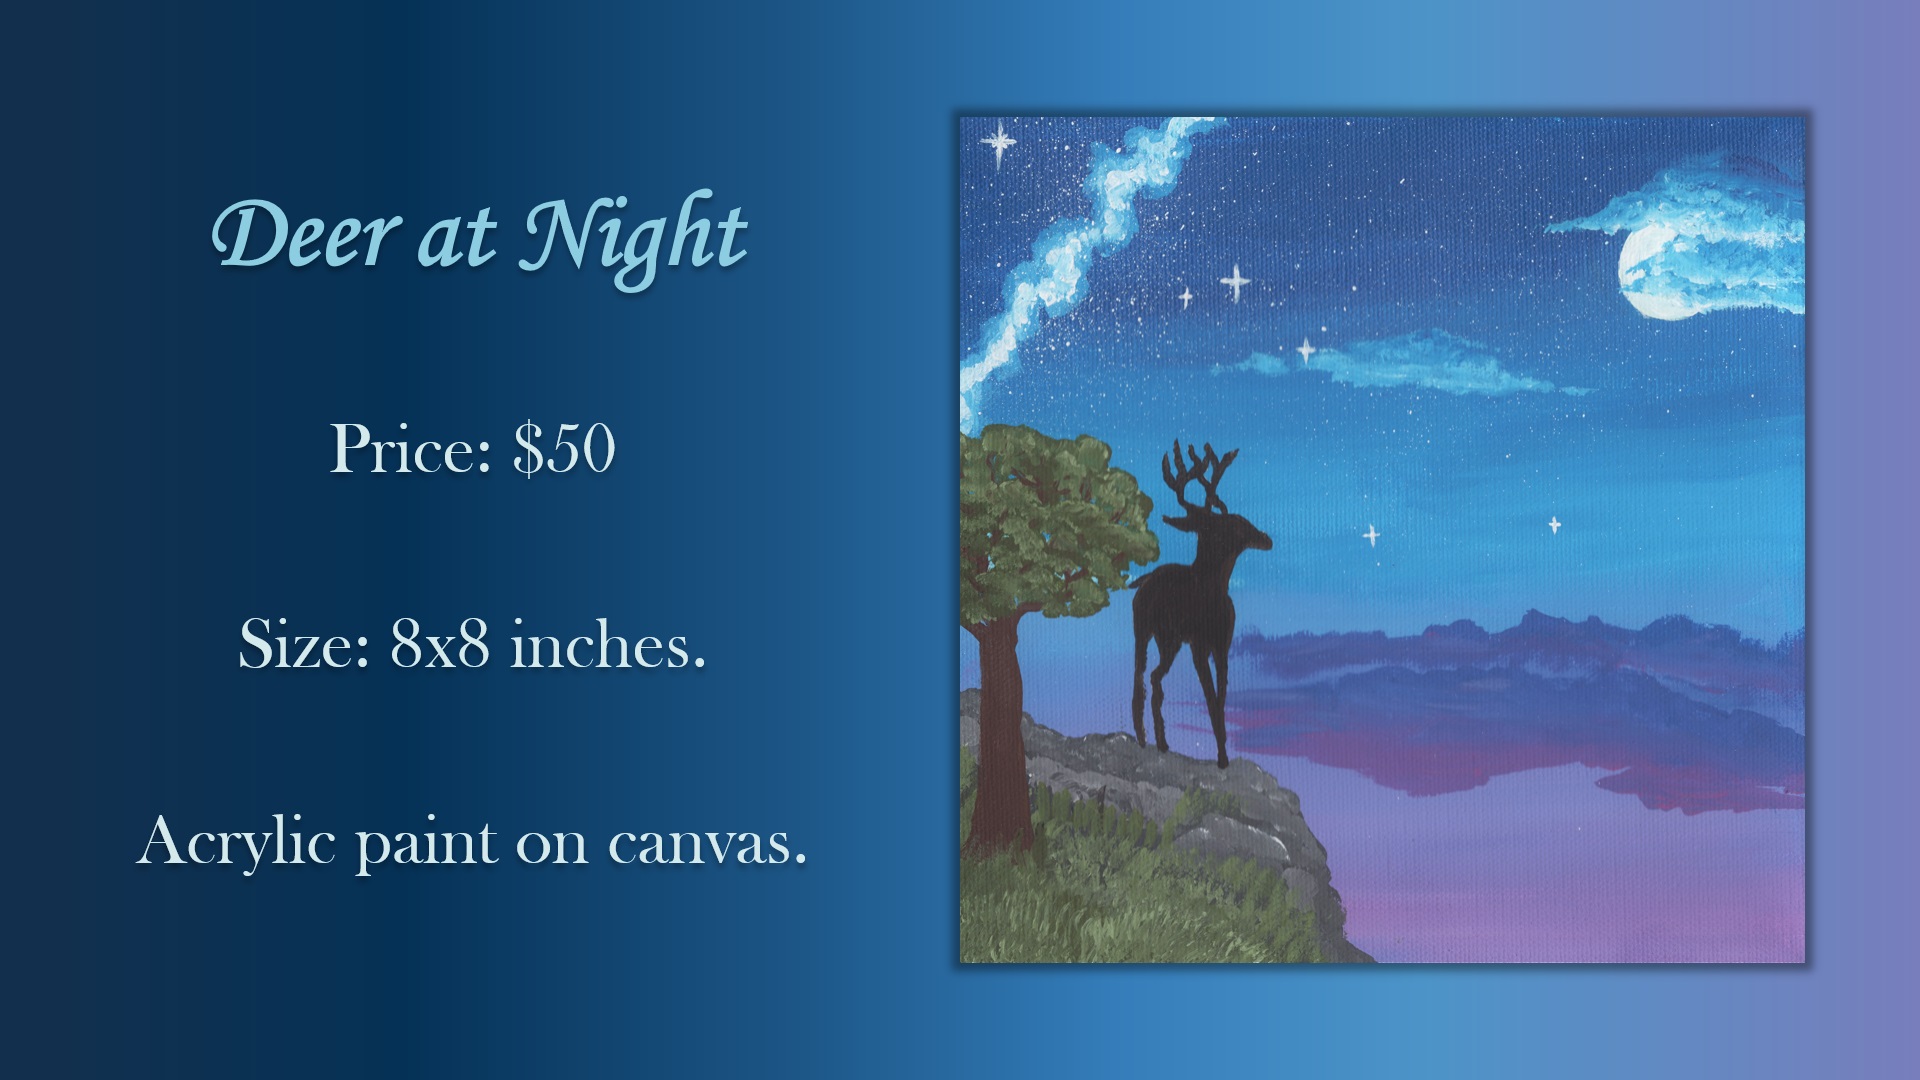 Deer at Night
Price: $50
Size: 8x8 inches.
Acrylic paint on canvas.